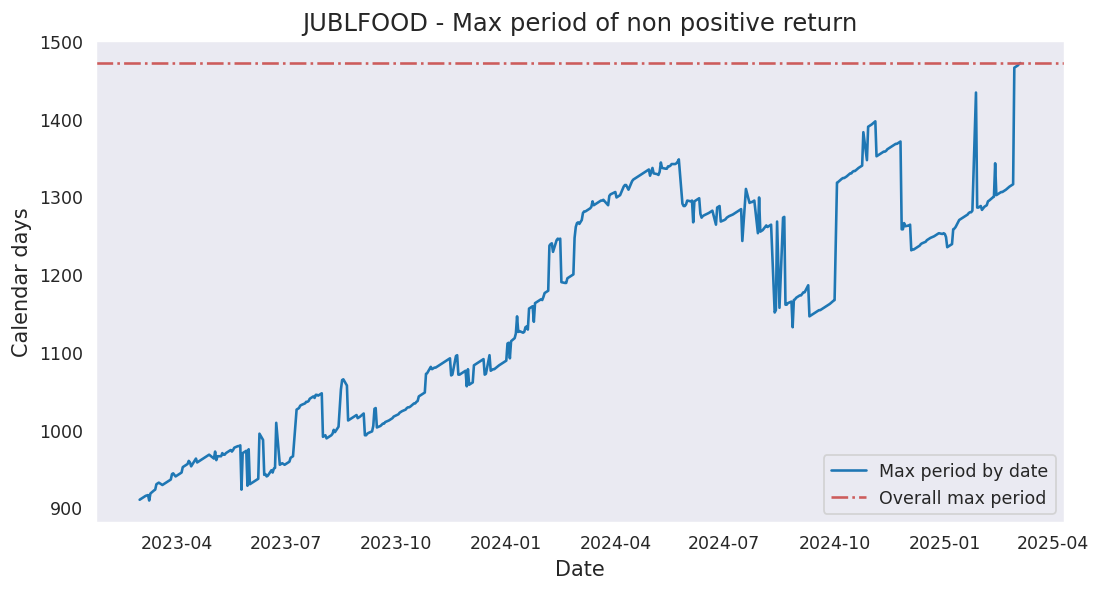 JUBLFOOD - Max period of non positive return
1500
1400
1300
1200
1100
1000
900
Calendar days
2023-04 2023-07 2023-10 2024-01 2024-04 2024-07 2024-10 2025-01 2025-04
Date
Max period by date
Overall max period